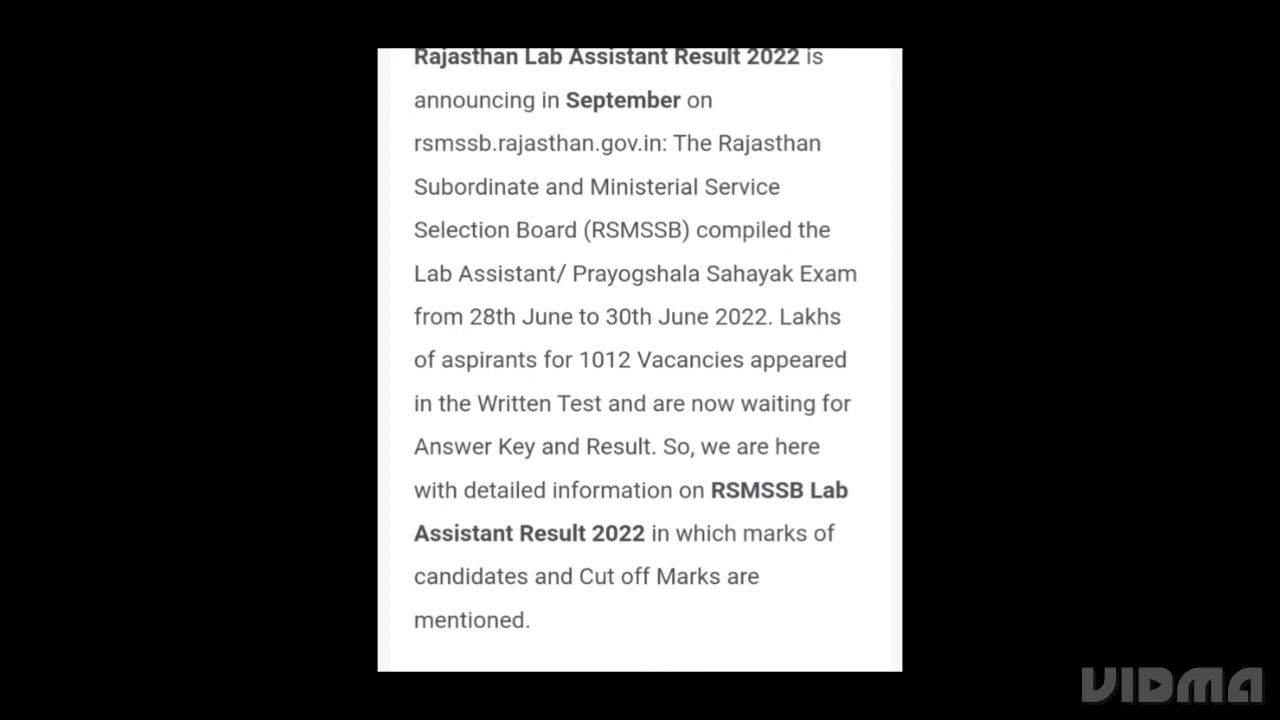 Rajasthan Lab Assistant Result 2022 is
announcing in September on
rsmssb.rajasthan.gov.in: The Rajasthan
Subordinate and Ministerial Service
Selection Board (RSMSSB) compiled the
Lab Assistant/ Prayogshala Sahayak Exam
from 28th June to 30th June 2022. Lakhs
of aspirants for 1012 Vacancies appeared
in the Written Test and are now waiting for
Answer Key and Result. So, we are here
with detailed information on RSMSSB Lab
Assistant Result 2022 in which marks of
candidates and Cut off Marks are
mentioned.
VIDMA